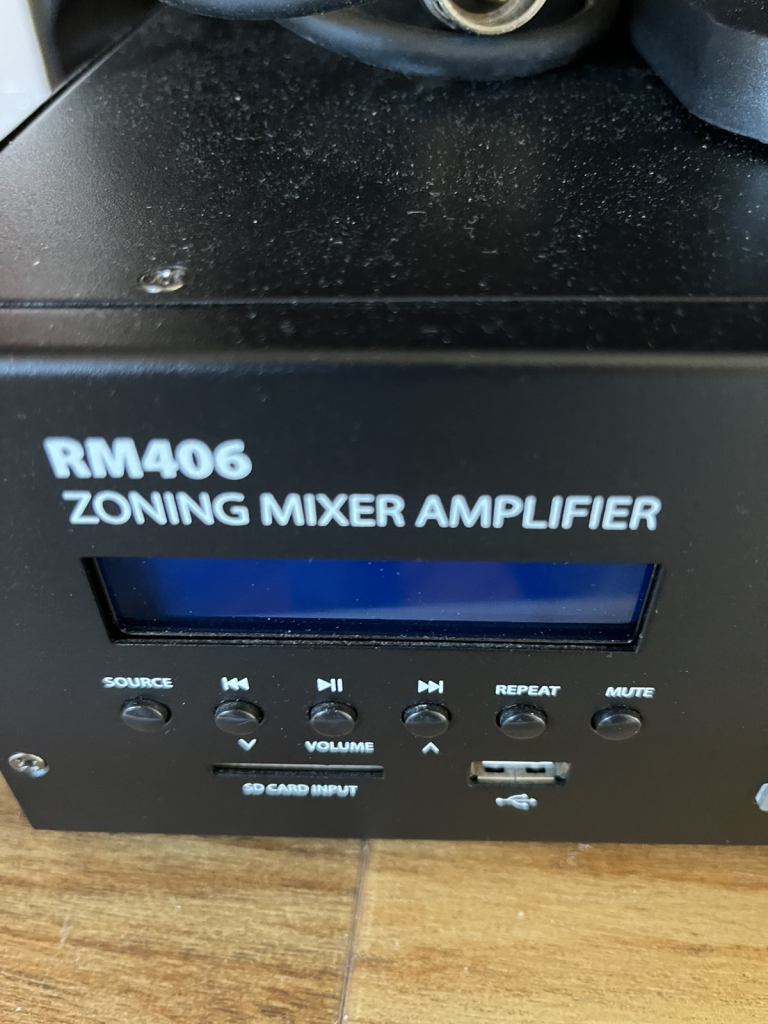 RM406
ZONING MIXER AMPLIFIER
SOURCE
REPEAT
MUTE
VOLUME
SD CARD INPUT